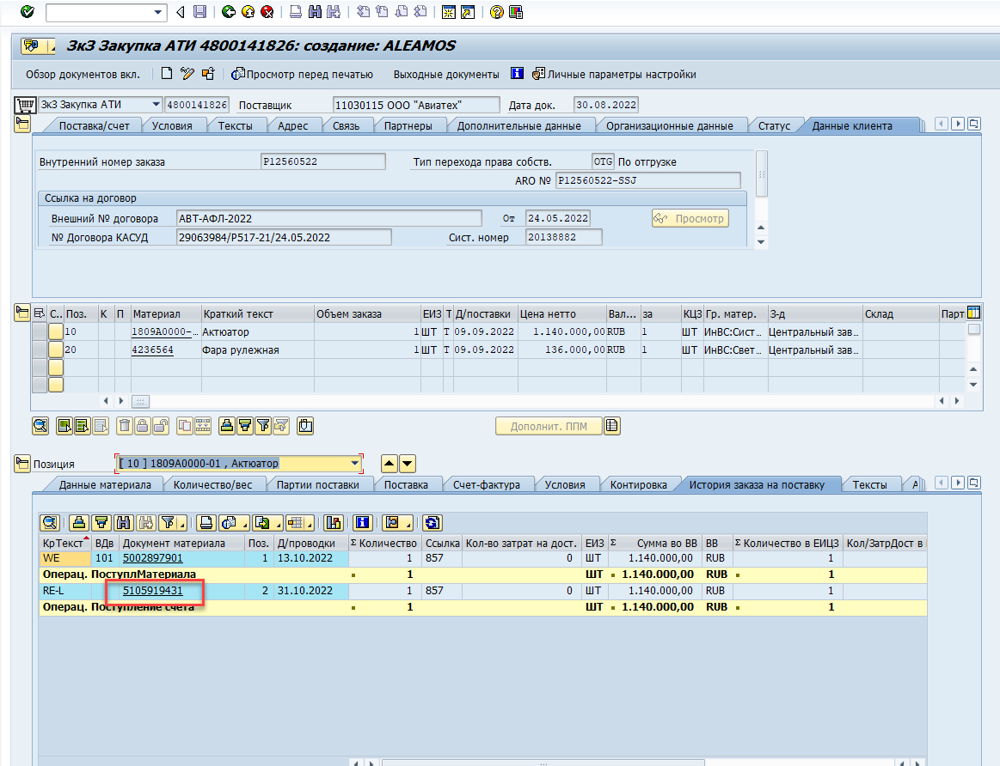 ЗкЗ Закупка АТИ 4800141826: создание: ALEAMOS
Обзор документов вкл. Просмотр перед печатью Выходные документы Личные параметры настройки
ЗкЗ Закупка АТИ 4800141826 Поставщик 11030115 ООО "Авиатех" Дата док. 30.08.2022
Поставка/счет Условия Тексты Адрес Связь Партнеры Дополнительные данные Организационные данные Статус Данные клиента
Внутренний номер заказа P12560522 Тип перехода права собств. OTG По отгрузке
ARO № P12560522-SSJ
Ссылка на договор
Внешний № договора АВТ-АФЛ-2022 От 24.05.2022 Просмотр
№ Договора КАСУД 29063984/Р517-21/24.05.2022 Сист. номер 20138882
С.. Поз. К П Материал Краткий текст Объем заказа ЕИЗ Т Д/поставки Цена нетто Вал... за КЦЗ Гр. матер. З-д Склад Парт
10 1809A0000-... Актюатор 1 ШТ T 09.09.2022 1.140.000,00 RUB 1 ШТ ИнВС:Сист... Центральный зав...
20 4236564 Фара рулежная 1 ШТ T 09.09.2022 136.000,00 RUB 1 ШТ ИнВС:Свет... Центральный зав...
Дополнит. ППМ
Позиция [ 10 ] 1809A0000-01 , Актюатор
Данные материала Количество/вес Партии поставки Поставка Счет-фактура Условия Контировка История заказа на поставку Тексты А
КрТекст ВДв Документ материала Поз. Д/проводки Σ Количество Ссылка Кол-во затрат на дост. ЕИЗ Σ Сумма во ВВ ВВ Σ Количество в ЕИЦЗ Кол/ЗатрДост в
WE 101 5002897901 1 13.10.2022 1 857 0 ШТ 1.140.000,00 RUB 1
Операц. ПоступлМатериала 1 ШТ 1.140.000,00 RUB 1
RE-L 5105919431 2 31.10.2022 1 857 0 ШТ 1.140.000,00 RUB 1
Операц. Поступление счета 1 ШТ 1.140.000,00 RUB 1